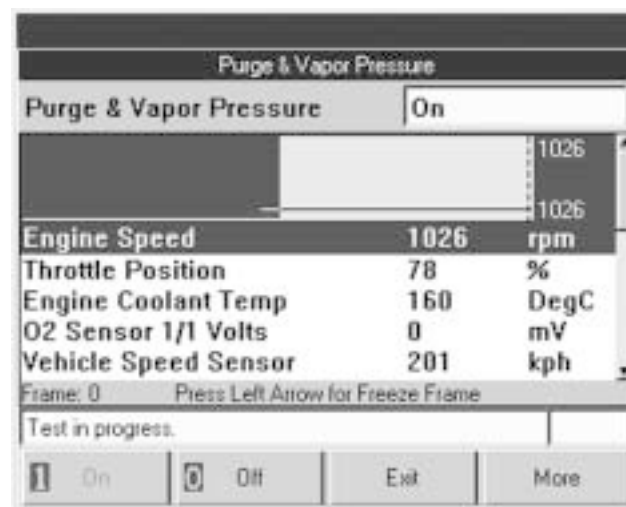 Purge & Vapor Pressure
Purge & Vapor Pressure On
1026
1026
Engine Speed 1026 rpm
Throttle Position 78 %
Engine Coolant Temp 160 DegC
O2 Sensor 1/1 Volts 0 mV
Vehicle Speed Sensor 201 kph
Frame: 0 Press Left Arrow for Freeze Frame
Test in progress.
1 On 0 Off Exit More